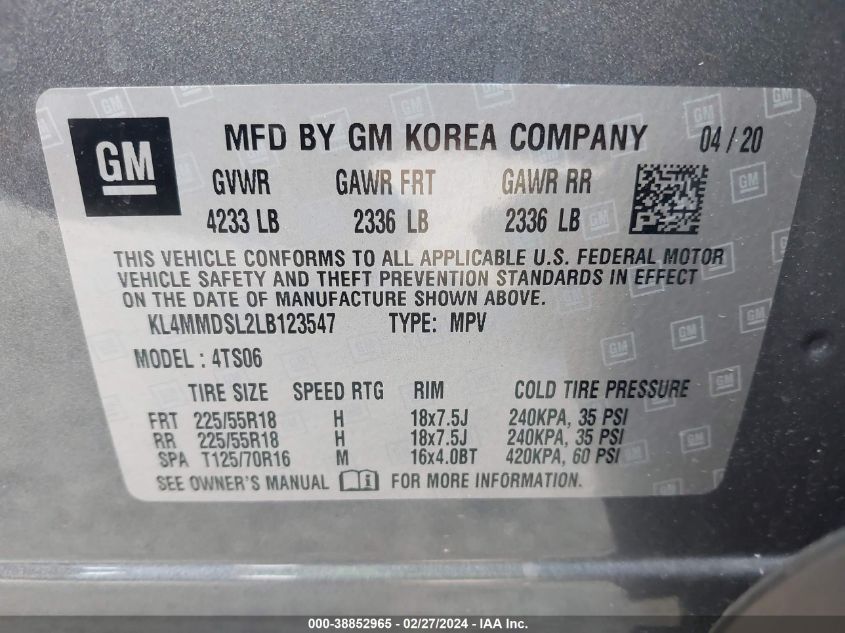 GM
MFD BY GM KOREA COMPANY 04/20
GVWR GAWR FRT GAWR RR
4233 LB 2336 LB 2336 LB
THIS VEHICLE CONFORMS TO ALL APPLICABLE U.S. FEDERAL MOTOR
VEHICLE SAFETY AND THEFT PREVENTION STANDARDS IN EFFECT
ON THE DATE OF MANUFACTURE SHOWN ABOVE.
KL4MMDSL2LB123547 TYPE: MPV
MODEL: 4TS06
TIRE SIZE SPEED RTG RIM COLD TIRE PRESSURE
FRT 225/55R18 H 18x7.5J 240KPA, 35 PSI
RR 225/55R18 H 18x7.5J 240KPA, 35 PSI
SPA T125/70R16 M 16x4.0BT 420KPA, 60 PSI
SEE OWNER'S MANUAL i FOR MORE INFORMATION.
000-38852965 - 02/27/2024 - IAA Inc.